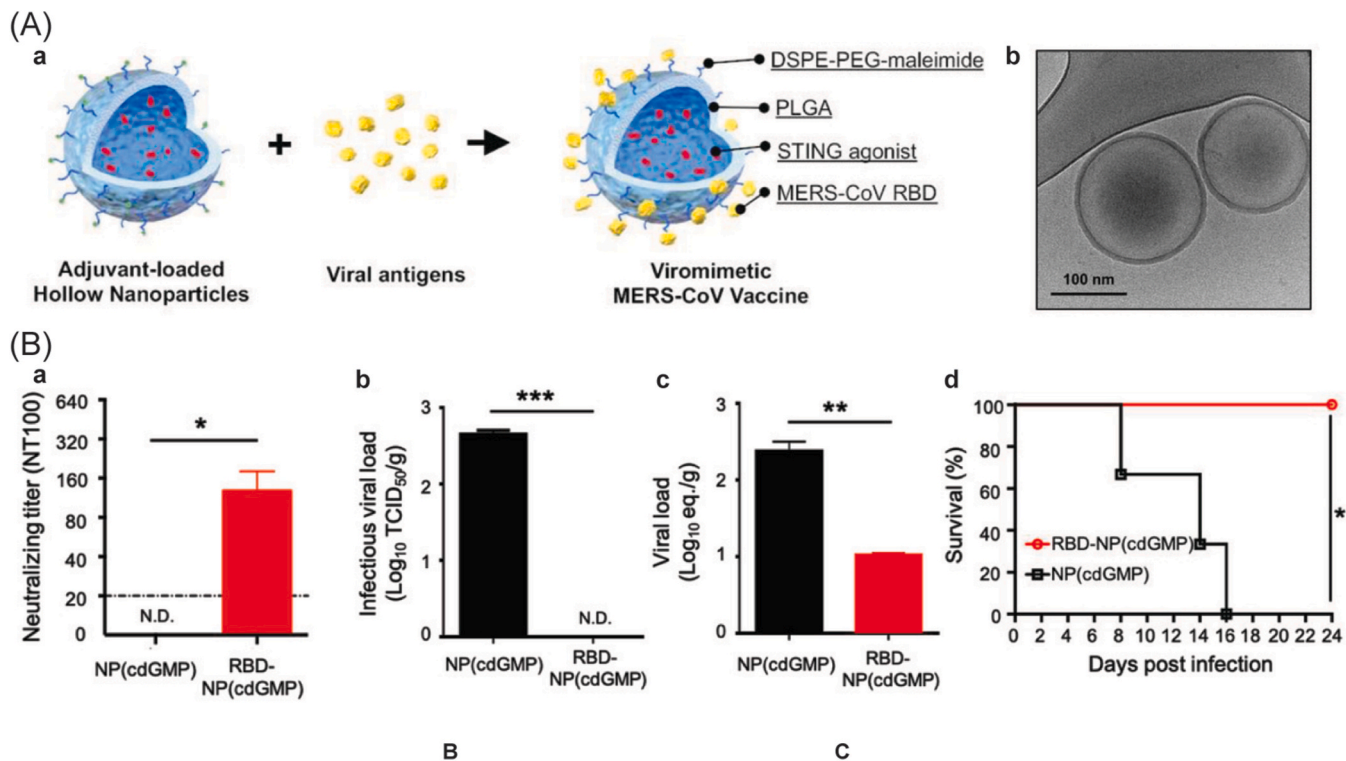 (A)
a
DSPE-PEG-maleimide
PLGA
STING agonist
MERS-CoV RBD
+
Adjuvant-loaded
Hollow Nanoparticles
Viral antigens
Viromimetic
MERS-CoV Vaccine
b
100 nm
(B)
a
Neutralizing titer (NT100)
640
320
160
80
40
20
0
*
N.D.
NP(cdGMP)
RBD-
NP(cdGMP)
b
Infectious viral load
(Log₁₀ TCID₅₀/g)
3
2
1
0
***
N.D.
NP(cdGMP)
RBD-
NP(cdGMP)
c
Viral load
(Log₁₀ eq./g)
3
2
1
0
**
NP(cdGMP)
RBD-
NP(cdGMP)
d
Survival (%)
100
80
60
40
20
0
RBD-NP(cdGMP)
NP(cdGMP)
*
0 2 4 6 8 10 12 14 16 18 20 22 24
Days post infection
B
C